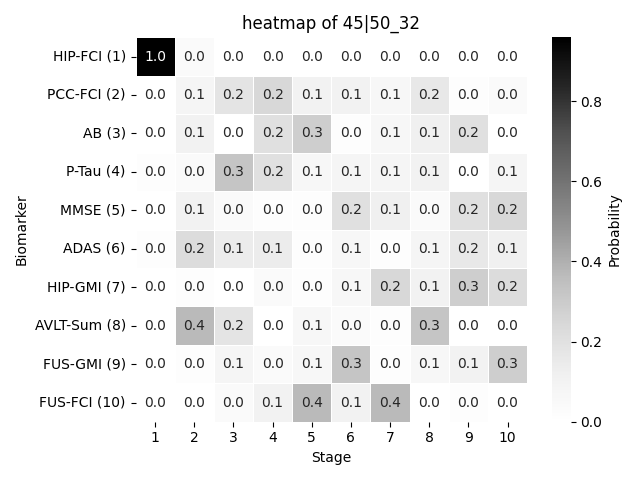 heatmap of 45|50_32
Biomarker
HIP-FCI (1) 1.0 0.0 0.0 0.0 0.0 0.0 0.0 0.0 0.0 0.0
PCC-FCI (2) 0.0 0.1 0.2 0.2 0.1 0.1 0.1 0.2 0.0 0.0
AB (3) 0.0 0.1 0.0 0.2 0.3 0.0 0.1 0.1 0.2 0.0
P-Tau (4) 0.0 0.0 0.3 0.2 0.1 0.1 0.1 0.1 0.0 0.1
MMSE (5) 0.0 0.1 0.0 0.0 0.0 0.2 0.1 0.0 0.2 0.2
ADAS (6) 0.0 0.2 0.1 0.1 0.0 0.1 0.0 0.1 0.2 0.1
HIP-GMI (7) 0.0 0.0 0.0 0.0 0.0 0.1 0.2 0.1 0.3 0.2
AVLT-Sum (8) 0.0 0.4 0.2 0.0 0.1 0.0 0.0 0.3 0.0 0.0
FUS-GMI (9) 0.0 0.0 0.1 0.0 0.1 0.3 0.0 0.1 0.1 0.3
FUS-FCI (10) 0.0 0.0 0.0 0.1 0.4 0.1 0.4 0.0 0.0 0.0
1 2 3 4 5 6 7 8 9 10
Stage
0.8
0.6
0.4
0.2
0.0
Probability